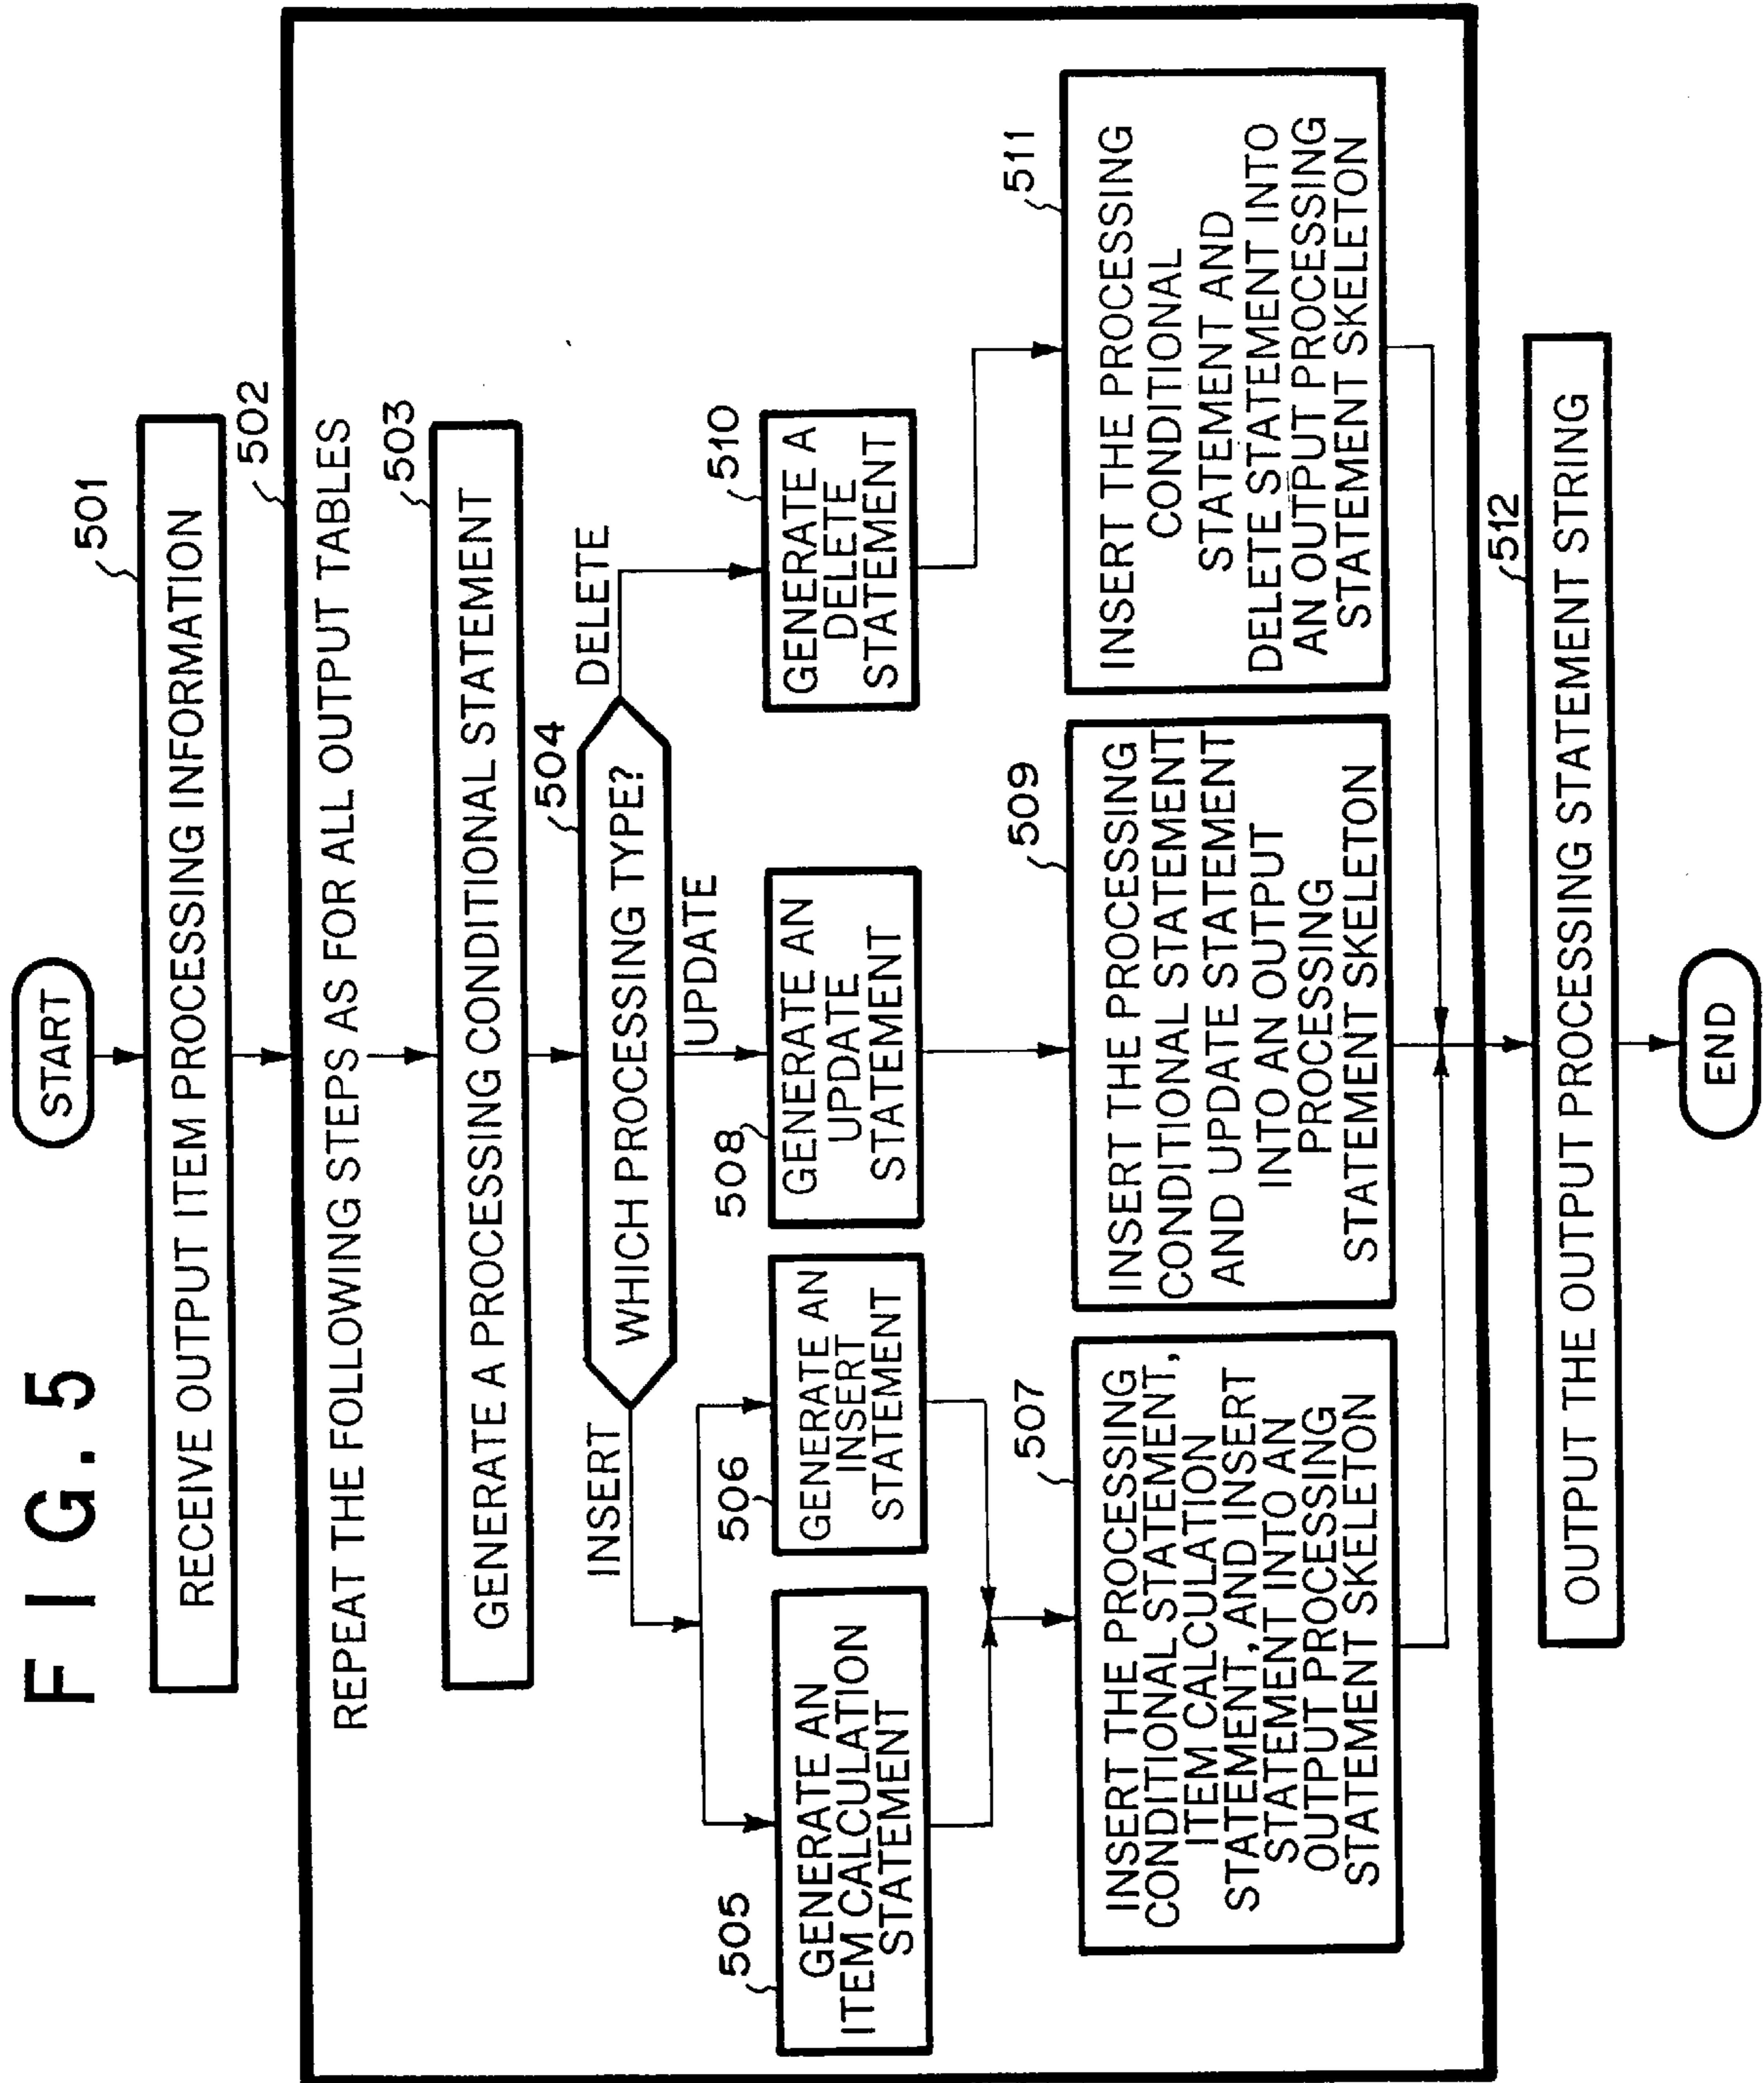 FIG. 5
START
501
RECEIVE OUTPUT ITEM PROCESSING INFORMATION
502
REPEAT THE FOLLOWING STEPS AS FOR ALL OUTPUT TABLES
503
GENERATE A PROCESSING CONDITIONAL STATEMENT
504
WHICH PROCESSING TYPE?
INSERT
UPDATE
DELETE
505
GENERATE AN
ITEM CALCULATION
STATEMENT
506
GENERATE AN
INSERT
STATEMENT
508
GENERATE AN
UPDATE
STATEMENT
510
GENERATE A
DELETE
STATEMENT
507
INSERT THE PROCESSING
CONDITIONAL STATEMENT,
ITEM CALCULATION
STATEMENT, AND INSERT
STATEMENT INTO AN
OUTPUT PROCESSING
STATEMENT SKELETON
509
INSERT THE PROCESSING
CONDITIONAL STATEMENT
AND UPDATE STATEMENT
INTO AN OUTPUT
PROCESSING
STATEMENT SKELETON
511
INSERT THE PROCESSING
CONDITIONAL
STATEMENT AND
DELETE STATEMENT INTO
AN OUTPUT PROCESSING
STATEMENT SKELETON
512
OUTPUT THE OUTPUT PROCESSING STATEMENT STRING
END